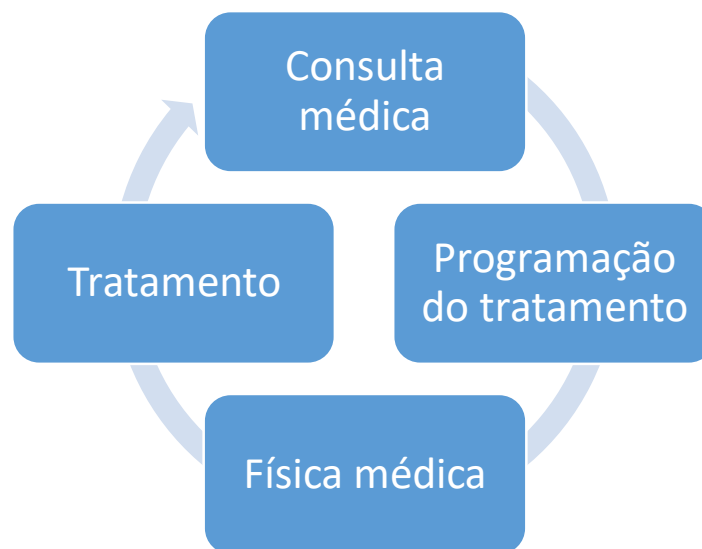 Consulta
médica
Programação
do tratamento
Física médica
Tratamento